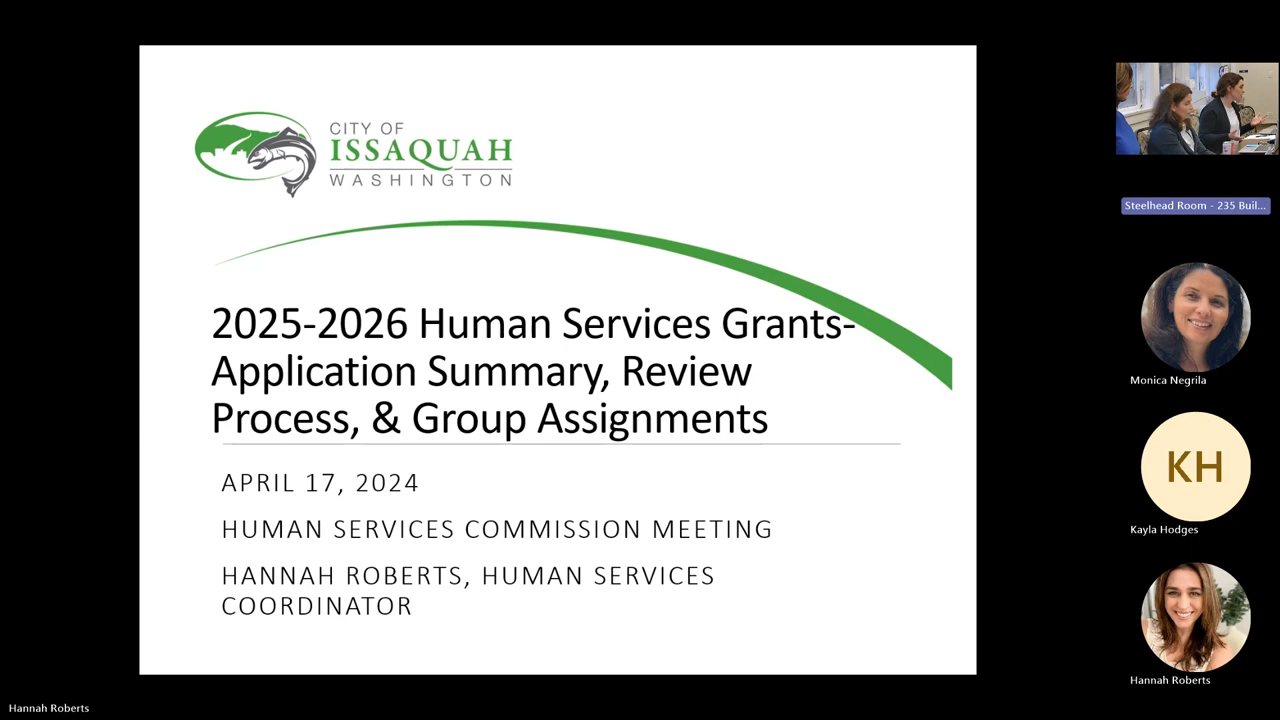 CITY OF
ISSAQUAH
WASHINGTON
2025-2026 Human Services Grants-
Application Summary, Review
Process, & Group Assignments
APRIL 17, 2024
HUMAN SERVICES COMMISSION MEETING
HANNAH ROBERTS, HUMAN SERVICES
COORDINATOR
Steelhead Room - 235 Buil...
Monica Negrila
KH
Kayla Hodges
Hannah Roberts
Hannah Roberts